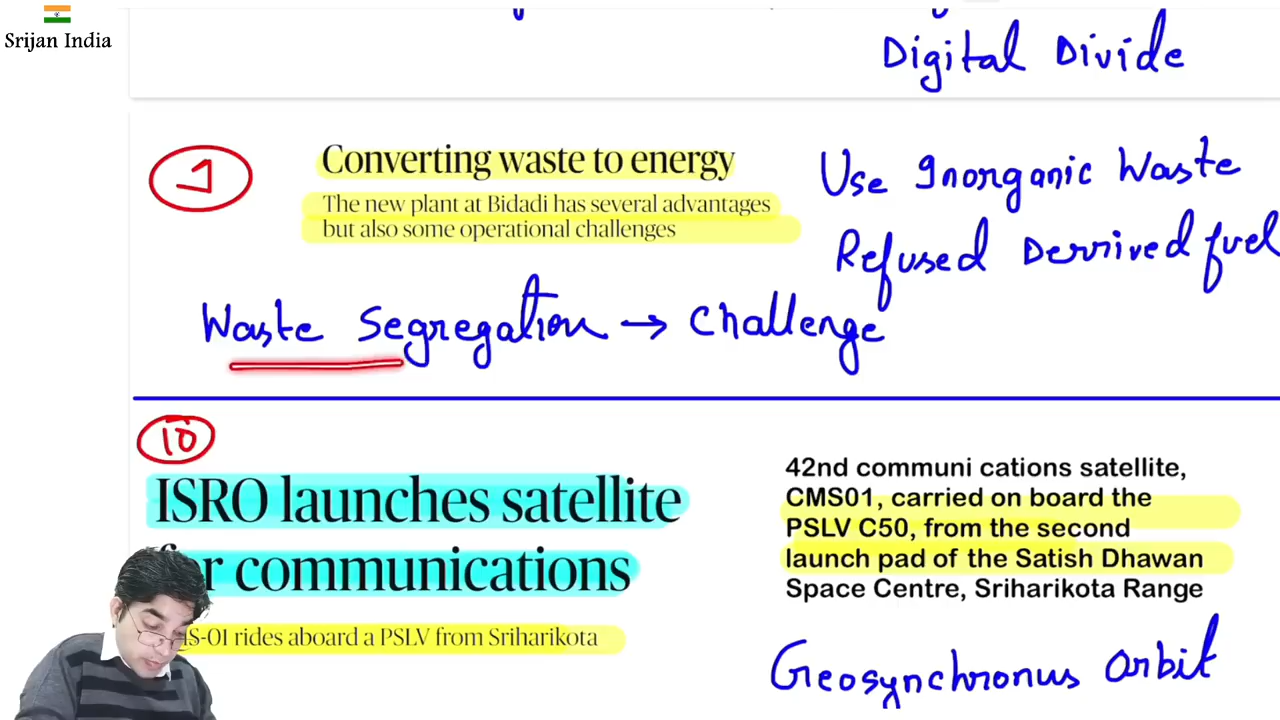 Srijan India
Digital Divide
Converting waste to energy
The new plant at Bidadi has several advantages
but also some operational challenges
Use Inorganic Waste
Refused Derrived fuel
Waste Segregation → Challenge
10
ISRO launches satellite
for communications
S-01 rides aboard a PSLV from Sriharikota
42nd communi cations satellite,
CMS01, carried on board the
PSLV C50, from the second
launch pad of the Satish Dhawan
Space Centre, Sriharikota Range
Geosynchronus orbit